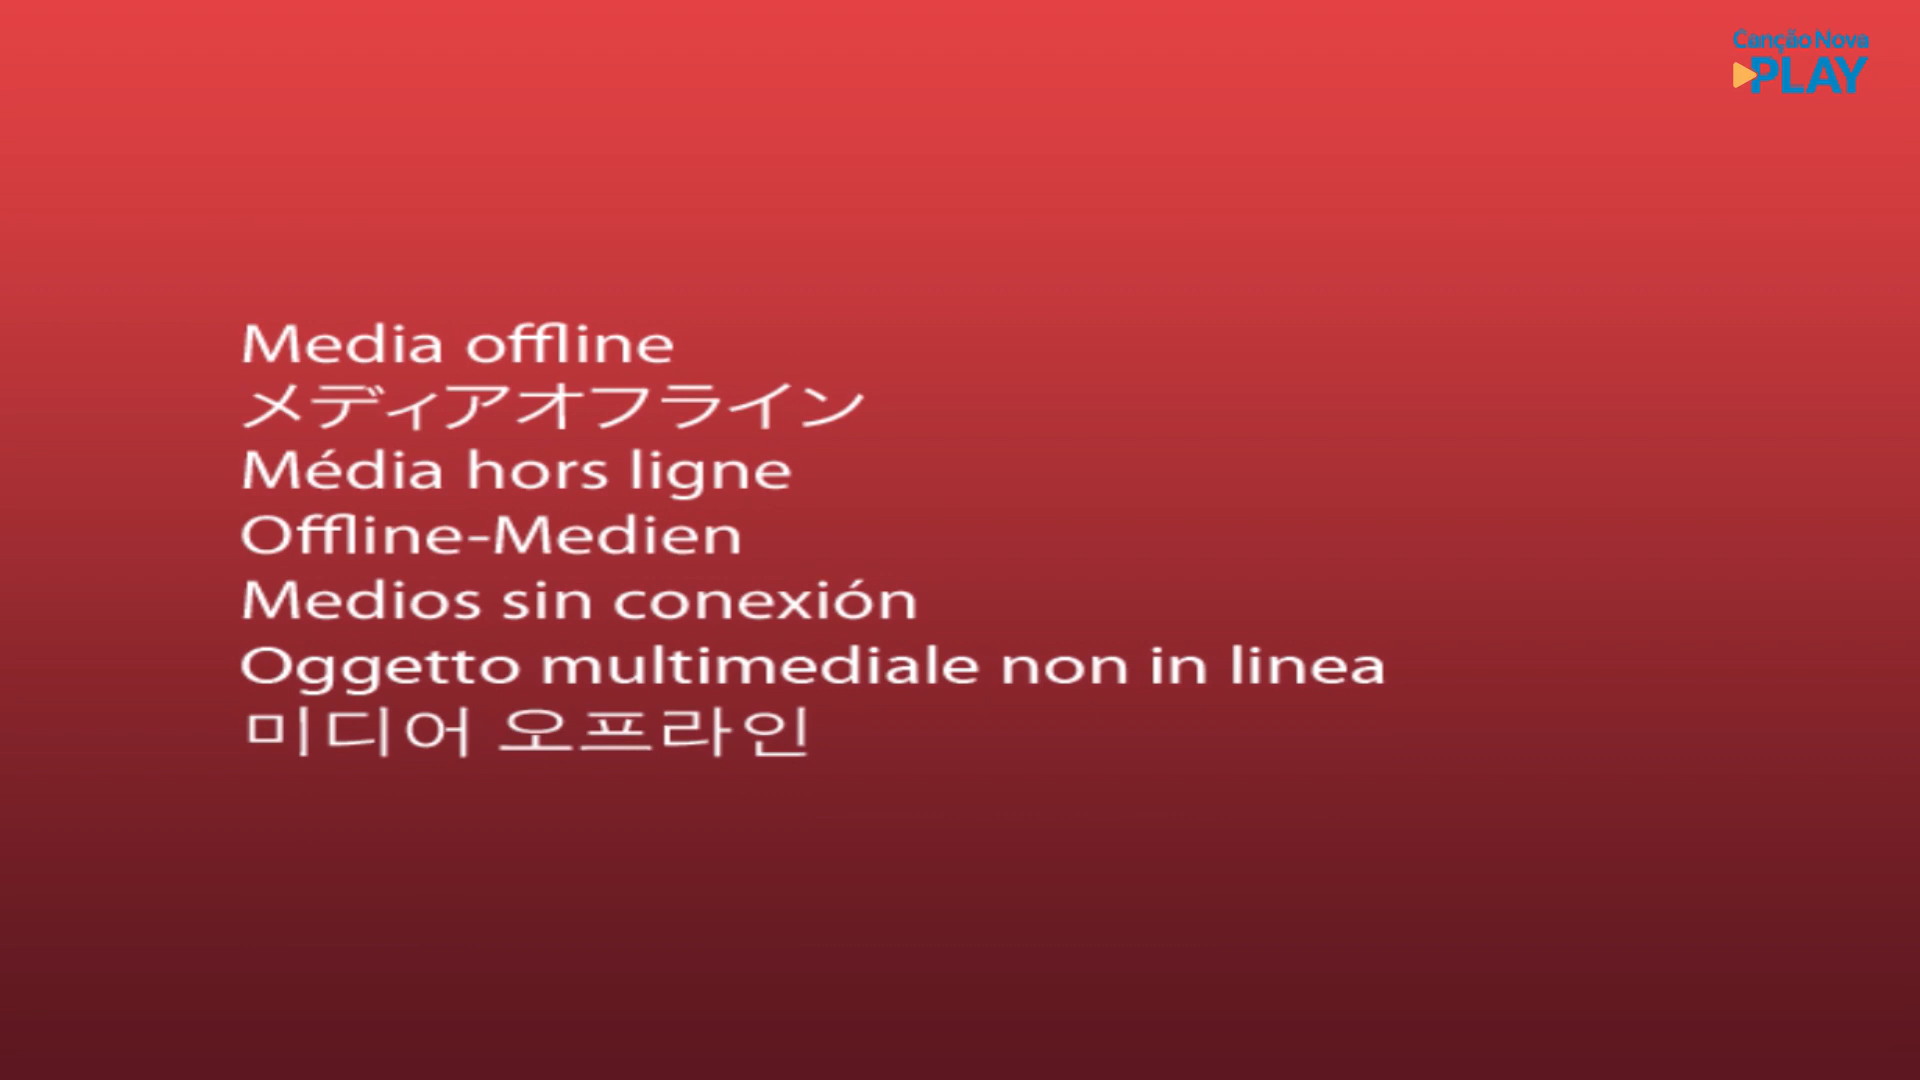 Canção Nova
PLAY
Media offline
メディアオフライン
Média hors ligne
Offline-Medien
Medios sin conexión
Oggetto multimediale non in linea
미디어 오프라인